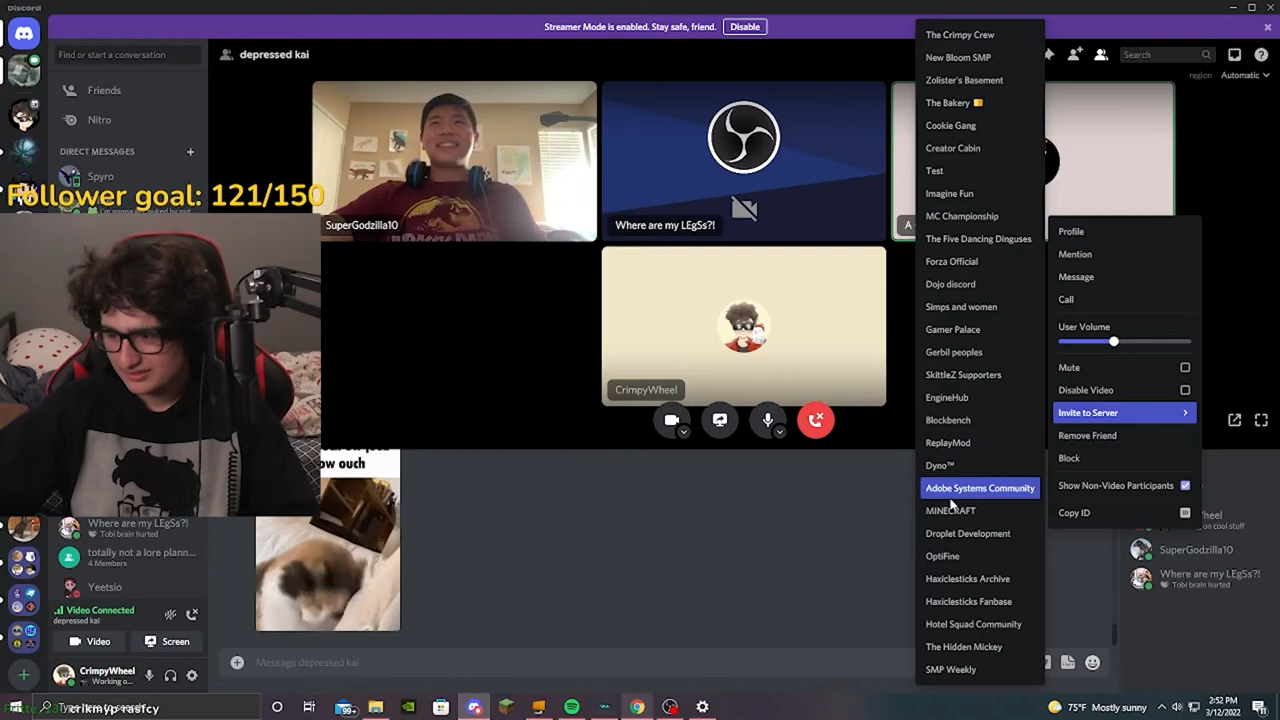 Discord
Streamer Mode is enabled. Stay safe, friend.
Disable
Find or start a conversation
depressed kai
Search
region
Automatic
Friends
Nitro
DIRECT MESSAGES
Spyro
Follower goal: 121/150
SuperGodzilla10
Where are my LEgSs?!
A
CrimpyWheel
ow ouch
The Crimpy Crew
New Bloom SMP
Zolister's Basement
The Bakery
Cookie Gang
Creator Cabin
Test
Imagine Fun
MC Championship
The Five Dancing Dinguses
Forza Official
Dojo discord
Simps and women
Gamer Palace
Gerbil peoples
SkittleZ Supporters
EngineHub
Blockbench
ReplayMod
Dyno™
Adobe Systems Community
MINECRAFT
Droplet Development
OptiFine
Haxiclesticks Archive
Haxiclesticks Fanbase
Hotel Squad Community
The Hidden Mickey
SMP Weekly
Profile
Mention
Message
Call
User Volume
Mute
Disable Video
Invite to Server
Remove Friend
Block
Show Non-Video Participants
Copy ID
ID
SuperGodzilla10
Where are my LEgSs?!
Tobi brain hurted
Where are my LEgSs?!
Tobi brain hurted
totally not a lore plann...
4 Members
Yeetsio
Video Connected
depressed kai
Video
Screen
CrimpyWheel
Working o...
Message depressed kai
99+
75°F Mostly sunny
2:52 PM
3/12/2022